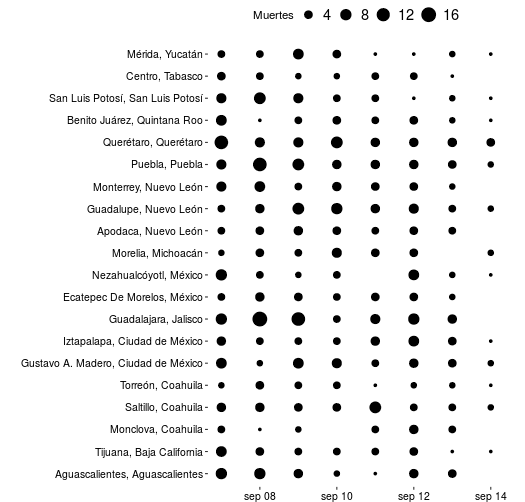 Muertes 4 8 12 16
Mérida, Yucatán
Centro, Tabasco
San Luis Potosí, San Luis Potosí
Benito Juárez, Quintana Roo
Querétaro, Querétaro
Puebla, Puebla
Monterrey, Nuevo León
Guadalupe, Nuevo León
Apodaca, Nuevo León
Morelia, Michoacán
Nezahualcóyotl, México
Ecatepec De Morelos, México
Guadalajara, Jalisco
Iztapalapa, Ciudad de México
Gustavo A. Madero, Ciudad de México
Torreón, Coahuila
Saltillo, Coahuila
Monclova, Coahuila
Tijuana, Baja California
Aguascalientes, Aguascalientes
sep 08 sep 10 sep 12 sep 14